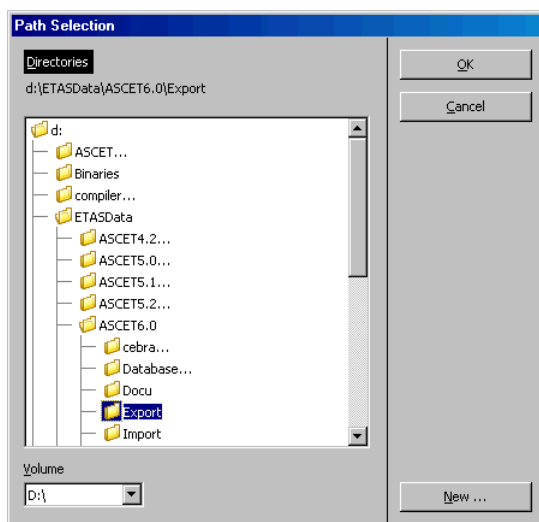 Path Selection
Directories
d:\ETASData\ASCET6.0\Export
d:
ASCET...
Binaries
compiler...
ETASData
ASCET4.2...
ASCET5.0...
ASCET5.1...
ASCET5.2...
ASCET6.0
cebra...
Database...
Docu
Export
Import
Volume
D:\
OK
Cancel
New ...